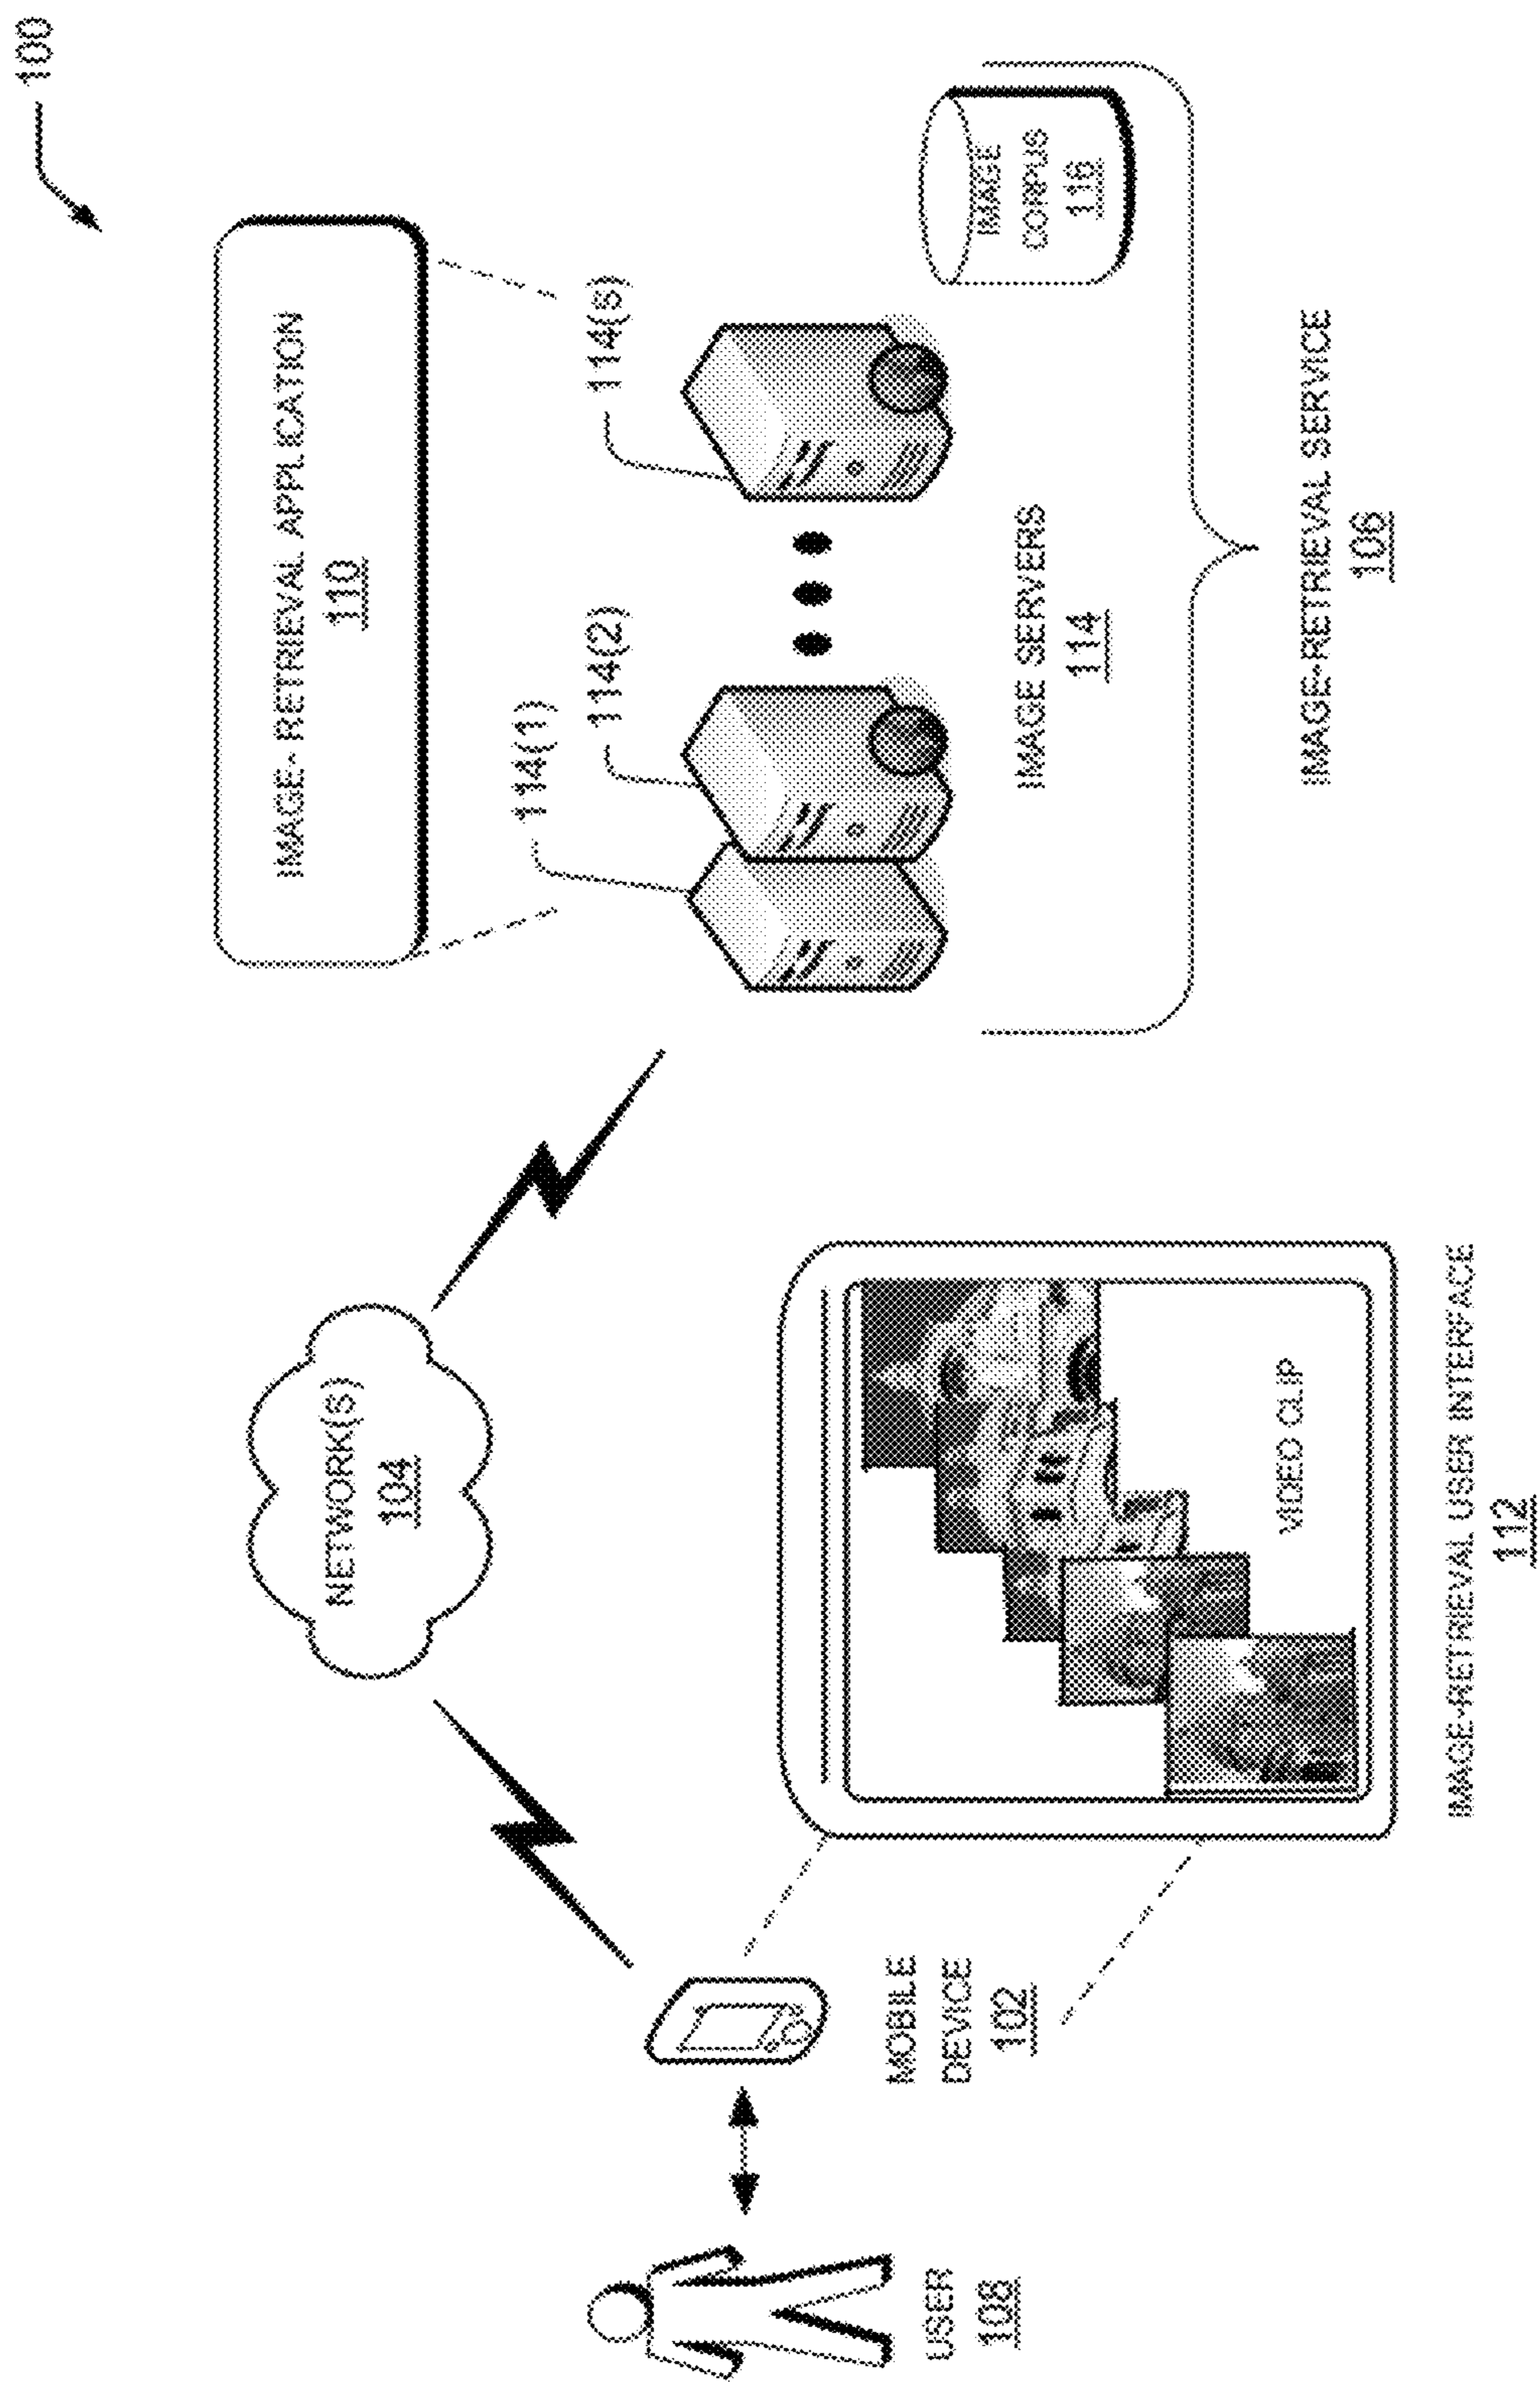 100
IMAGE-RETRIEVAL APPLICATION
110
NETWORK(S)
104
114(1)
114(2)
114(s)
IMAGE
CORPUS
116
IMAGE SERVERS
114
USER
108
MOBILE
DEVICE
102
VIDEO CLIP
IMAGE-RETRIEVAL SERVICE
106
IMAGE-RETRIEVAL USER INTERFACE
112